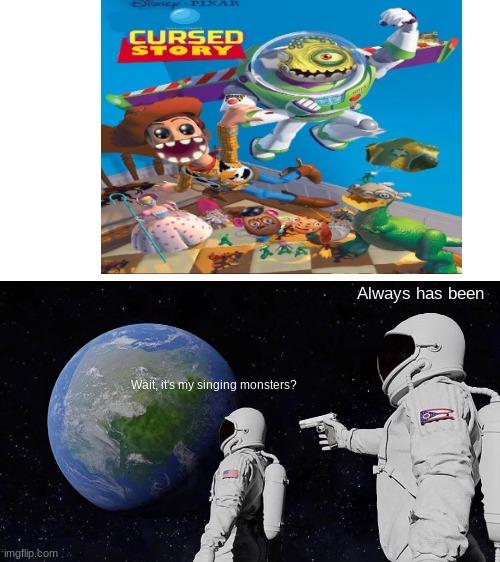 Disney · PIXAR
CURSED
STORY
Always has been
Wait, it's my singing monsters?
imgflip.com